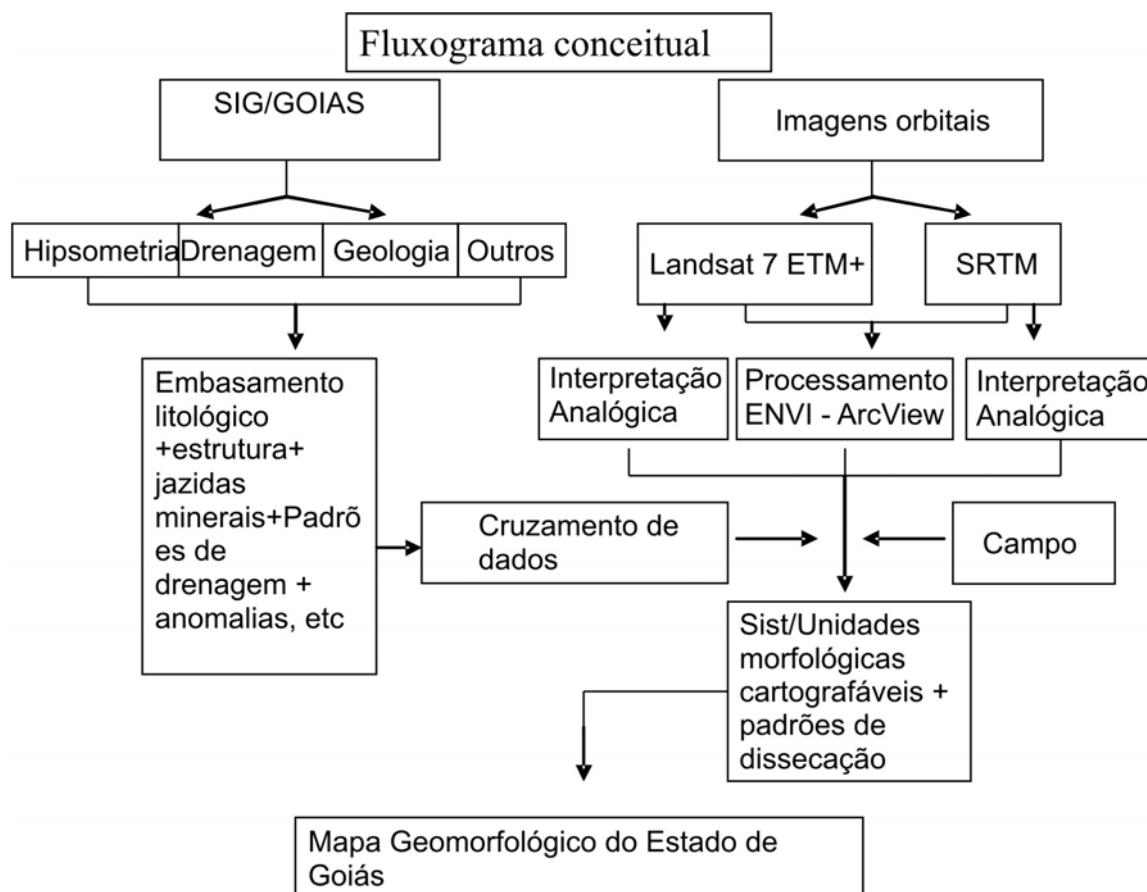 Fluxograma conceitual
SIG/GOIAS
Imagens orbitais
Hipsometria
Drenagem
Geologia
Outros
Landsat 7 ETM+
SRTM
Embasamento
litológico
+estrutura+
jazidas
minerais+Padrõ
es de
drenagem +
anomalias, etc
Interpretação
Analógica
Processamento
ENVI - ArcView
Interpretação
Analógica
Cruzamento de
dados
Campo
Sist/Unidades
morfológicas
cartografáveis +
padrões de
dissecação
Mapa Geomorfológico do Estado de
Goiás